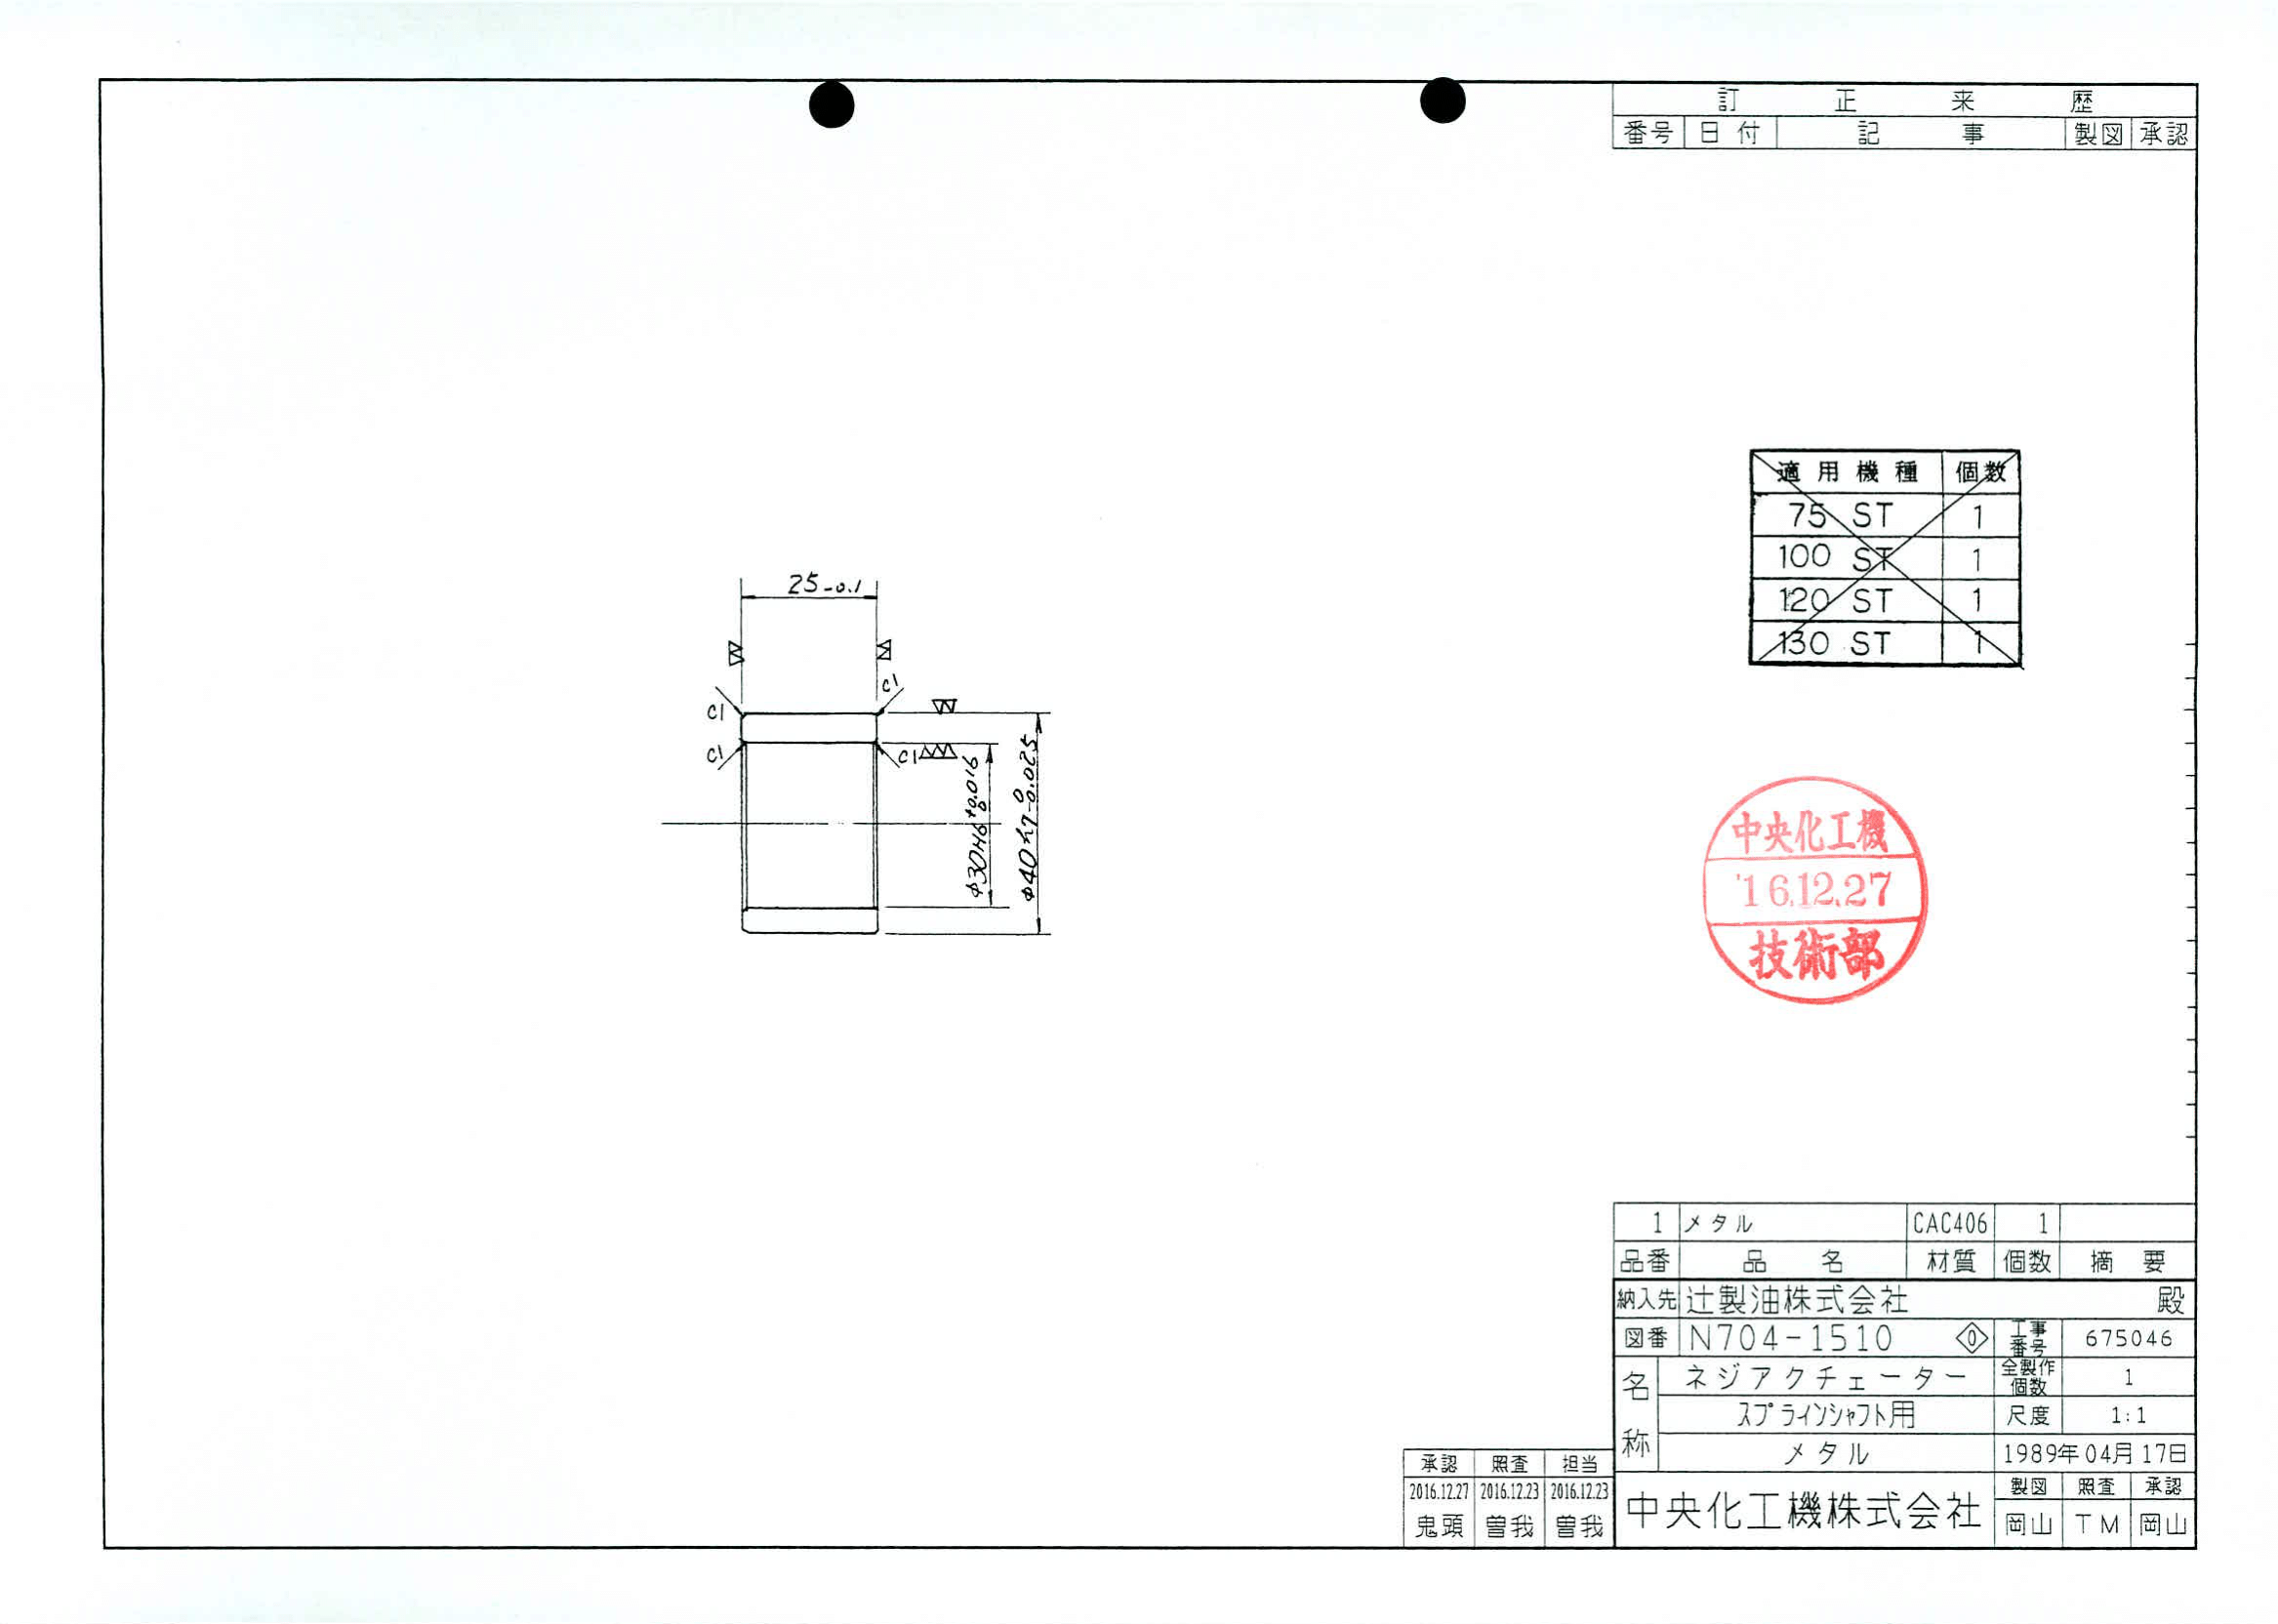 訂正来歴
番号 日付 記事 製図 承認
適用機種 個数
75 ST 1
100 ST 1
120 ST 1
130 ST 1
25 -0.1
C1
C1
C1
C1
φ30H6 +0.016 0
φ40h7 0 -0.025
中央化工機
'16.12.27
技術部
1 メタル CAC406 1
品番 品名 材質 個数 摘要
納入先 辻製油株式会社 殿
図番 N704-1510 0 工事番号 675046
名称 ネジアクチェーター 全製作個数 1
スプラインシャフト用 尺度 1:1
メタル 1989年04月17日
承認 照査 担当
2016.12.27 2016.12.23 2016.12.23
鬼頭 曽我 曽我
中央化工機株式会社
製図 照査 承認
岡山 TM 岡山